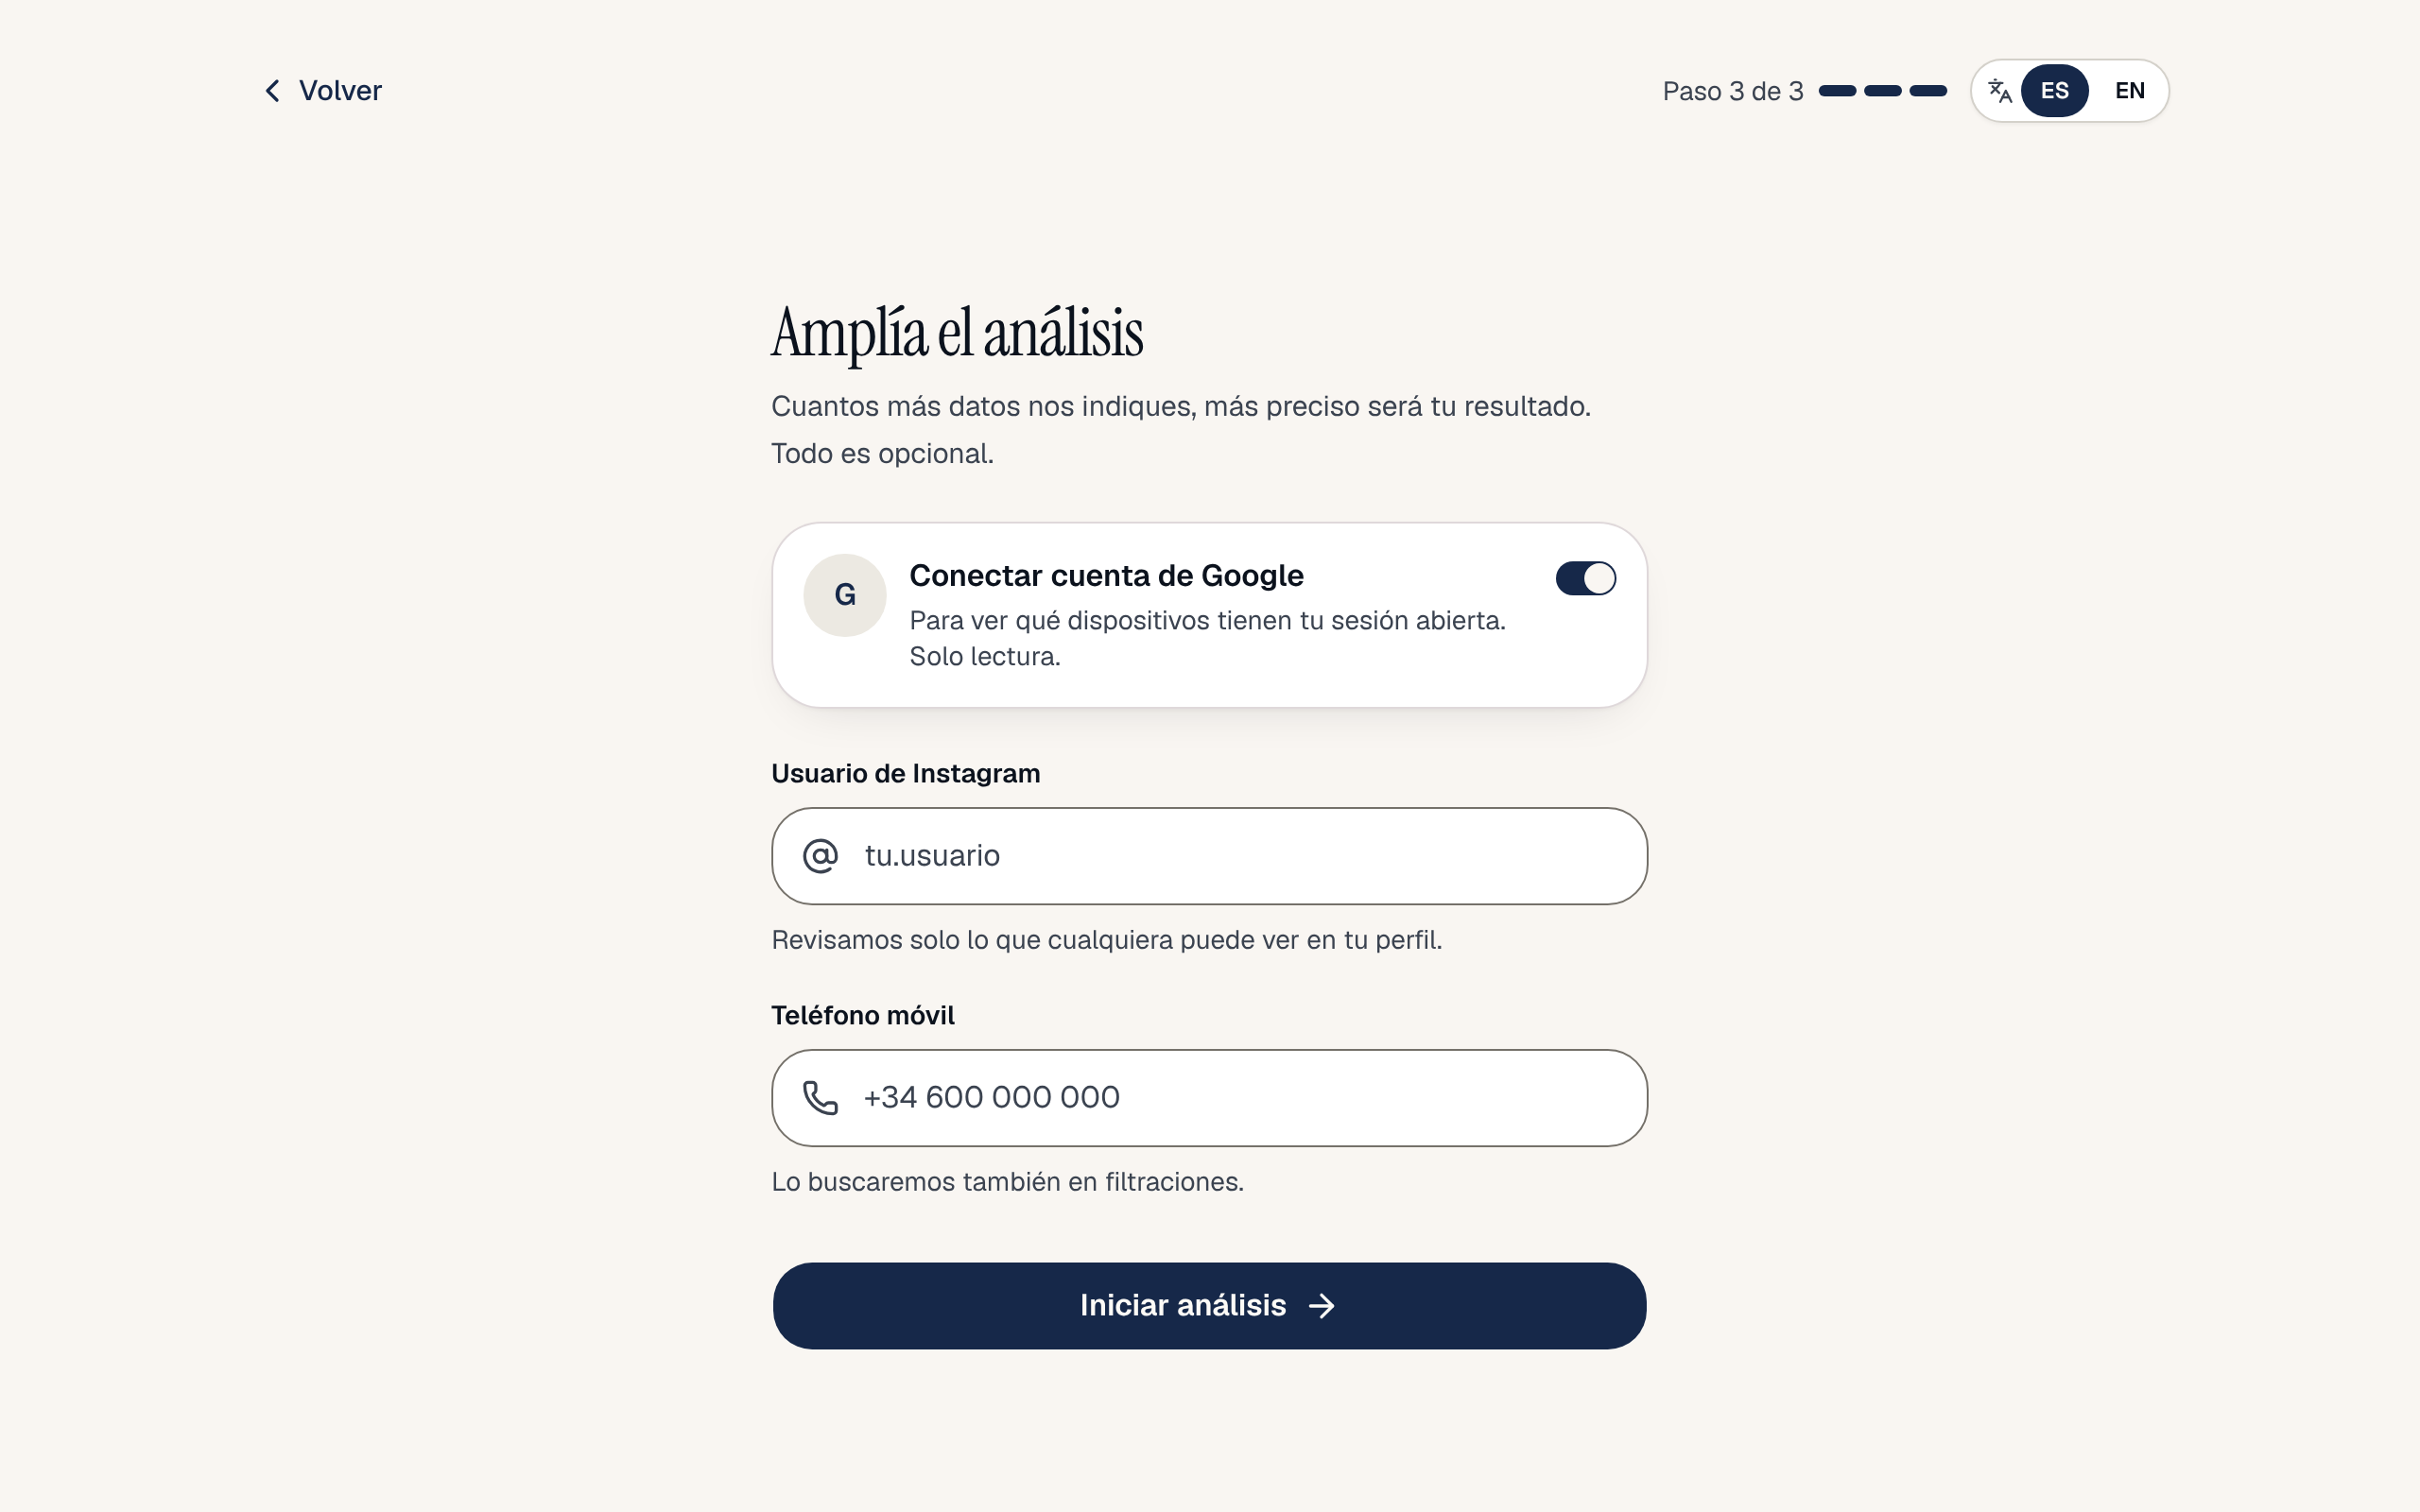 Volver
Paso 3 de 3
ES
EN
Amplía el análisis
Cuantos más datos nos indiques, más preciso será tu resultado.
Todo es opcional.
G
Conectar cuenta de Google
Para ver qué dispositivos tienen tu sesión abierta.
Solo lectura.
Usuario de Instagram
@ tu.usuario
Revisamos solo lo que cualquiera puede ver en tu perfil.
Teléfono móvil
+34 600 000 000
Lo buscaremos también en filtraciones.
Iniciar análisis